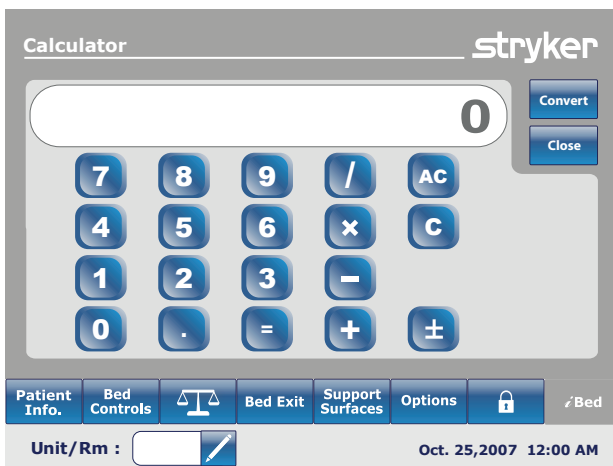 Calculator
stryker
0
Convert
Close
7 8 9 / AC
4 5 6 × C
1 2 3 −
0 . = + ±
Patient Info.
Bed Controls
Bed Exit
Support Surfaces
Options
iBed
Unit/Rm :
Oct. 25,2007 12:00 AM